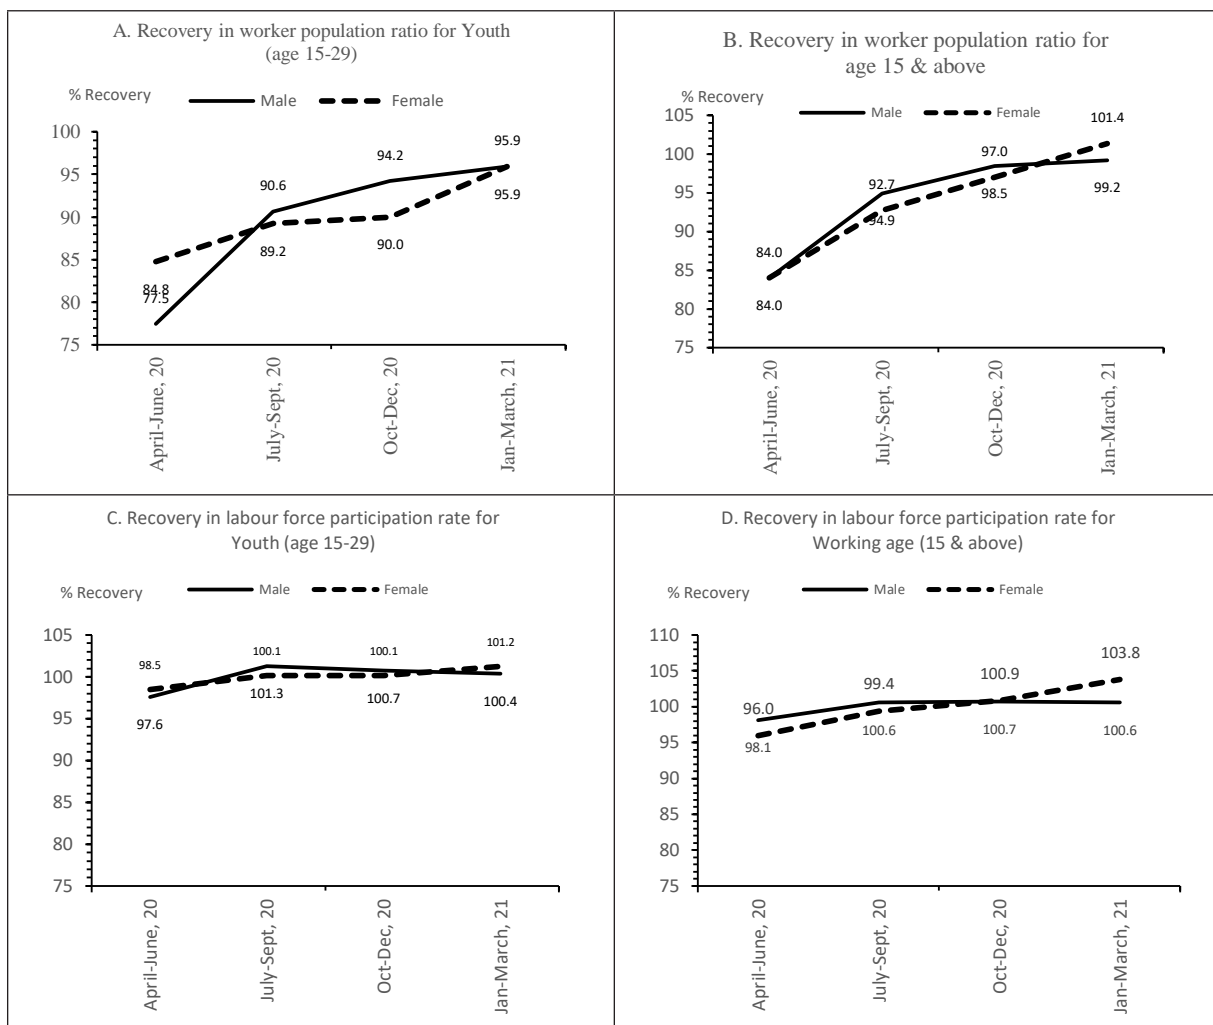 A. Recovery in worker population ratio for Youth
(age 15-29)
% Recovery
Male
Female
100
95
90
85
80
75
77.5
90.6
94.2
95.9
84.8
89.2
90.0
95.9
April-June, 20
July-Sept, 20
Oct-Dec, 20
Jan-March, 21
B. Recovery in worker population ratio for
age 15 & above
% Recovery
Male
Female
105
100
95
90
85
80
75
84.0
92.7
97.0
101.4
84.0
94.9
98.5
99.2
April-June, 20
July-Sept, 20
Oct-Dec, 20
Jan-March, 21
C. Recovery in labour force participation rate for
Youth (age 15-29)
% Recovery
Male
Female
105
100
95
90
85
80
75
98.5
100.1
100.1
101.2
97.6
101.3
100.7
100.4
April-June, 20
July-Sept, 20
Oct-Dec, 20
Jan-March, 21
D. Recovery in labour force participation rate for
Working age (15 & above)
% Recovery
Male
Female
110
105
100
95
90
85
80
75
96.0
99.4
100.9
103.8
98.1
100.6
100.7
100.6
April-June, 20
July-Sept, 20
Oct-Dec, 20
Jan-March, 21